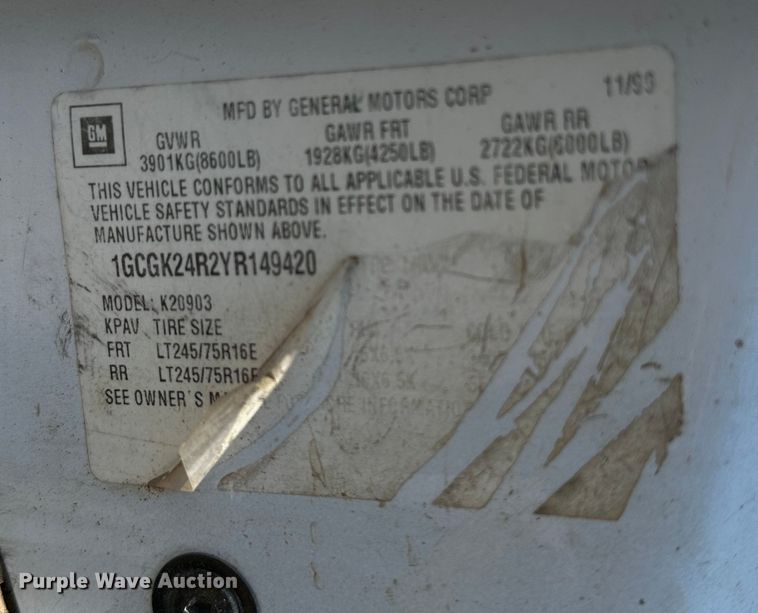 MFD BY GENERAL MOTORS CORP 11/99
GM
GVWR GAWR FRT GAWR RR
3901KG(8600LB) 1928KG(4250LB) 2722KG(6000LB)
THIS VEHICLE CONFORMS TO ALL APPLICABLE U.S. FEDERAL MOTOR
VEHICLE SAFETY STANDARDS IN EFFECT ON THE DATE OF
MANUFACTURE SHOWN ABOVE.
1GCGK24R2YR149420
MODEL: K20903
KPAV TIRE SIZE
FRT LT245/75R16E
RR LT245/75R16E
SEE OWNER'S
Purple Wave Auction